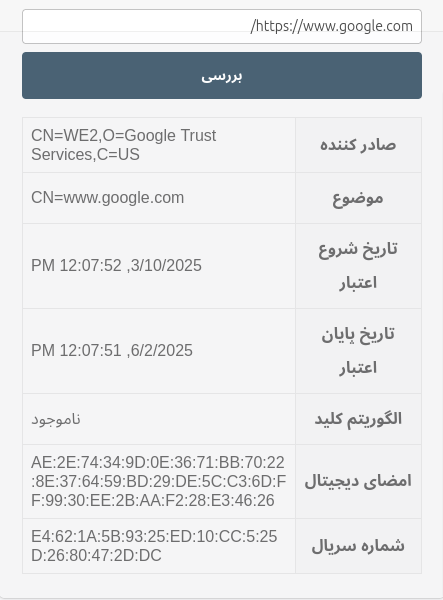 https://www.google.com/
بررسی
صادر کننده
CN=WE2,O=Google Trust
Services,C=US
موضوع
CN=www.google.com
تاریخ شروع
اعتبار
3/10/2025, 12:07:52 PM
تاریخ پایان
اعتبار
6/2/2025, 12:07:51 PM
الگوریتم کلید
ناموجود
امضای دیجیتال
AE:2E:74:34:9D:0E:36:71:BB:70:22
:8E:37:64:59:BD:29:DE:5C:C3:6D:F
F:99:30:EE:2B:AA:F2:28:E3:46:26
شماره سریال
E4:62:1A:5B:93:25:ED:10:CC:5:25
D:26:80:47:2D:DC